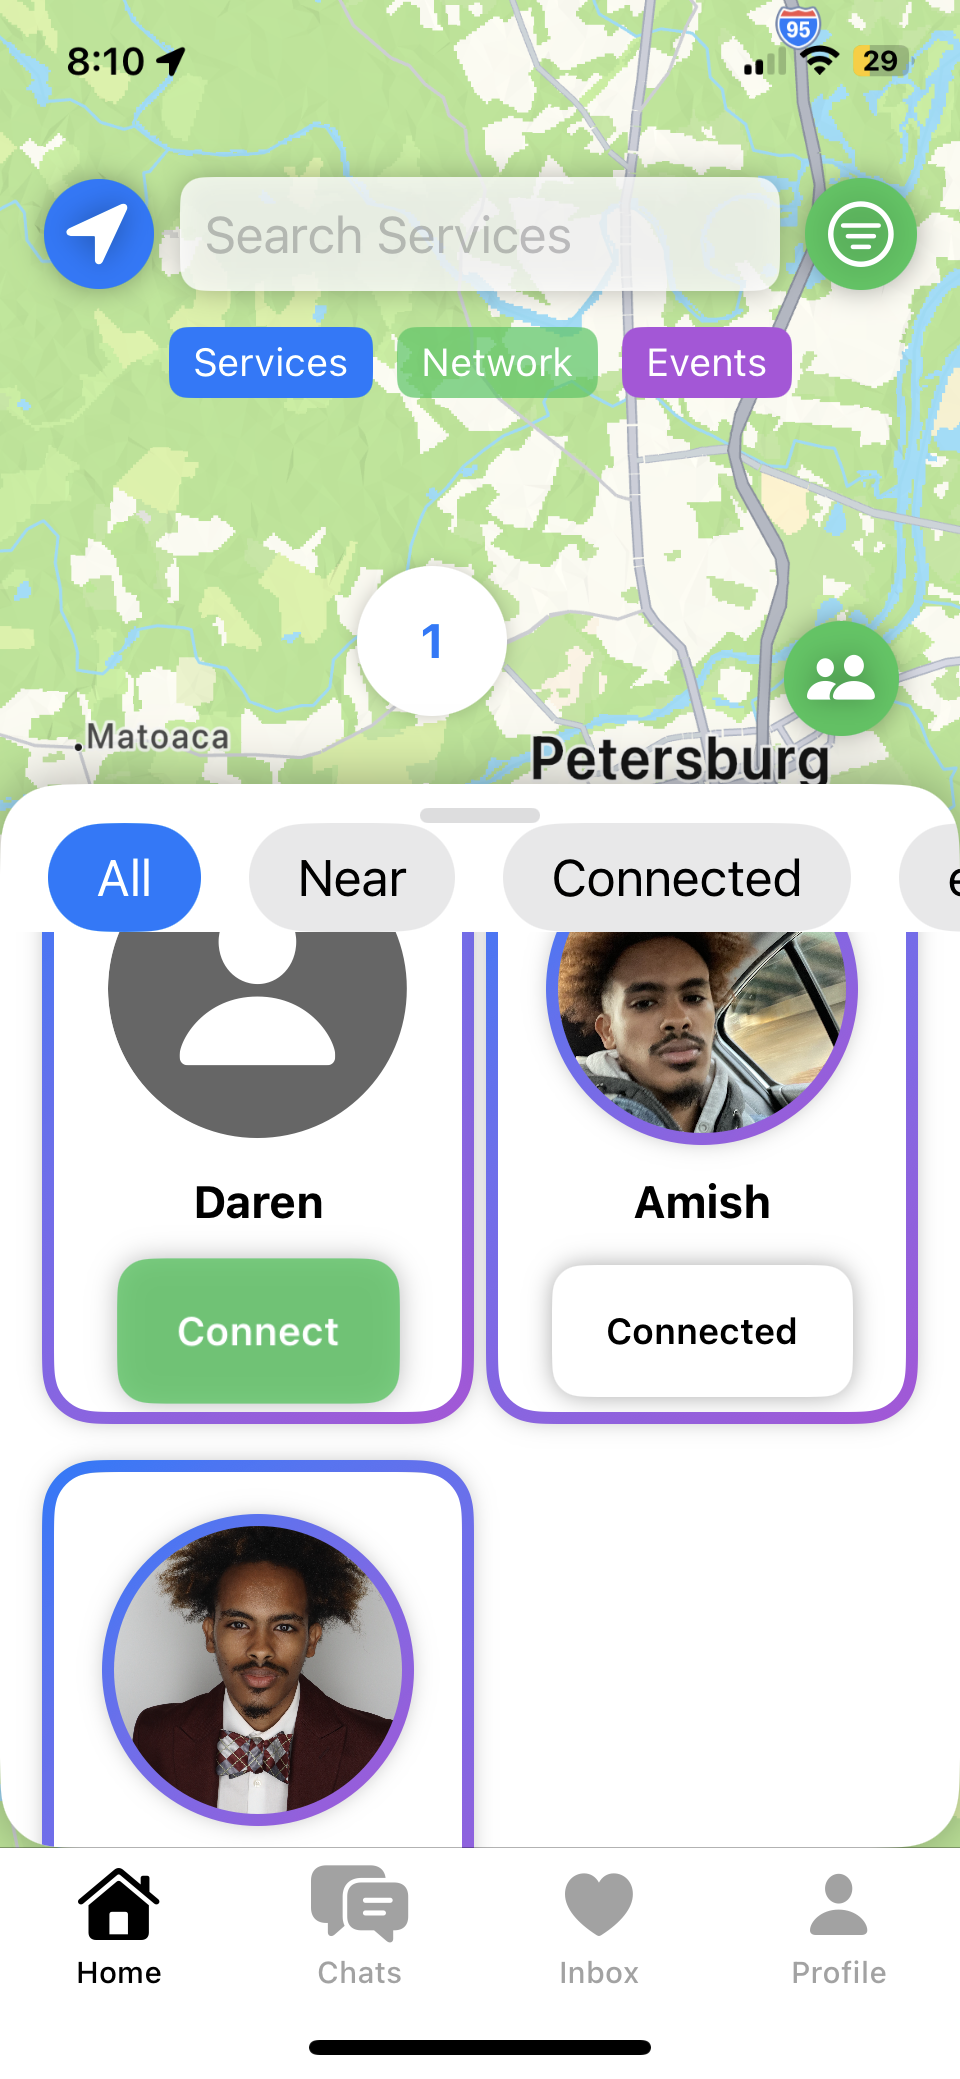 95
8:10
29
Search Services
Services
Network
Events
1
Matoaca
Petersburg
All
Near
Connected
Daren
Amish
Connect
Connected
Home
Chats
Inbox
Profile